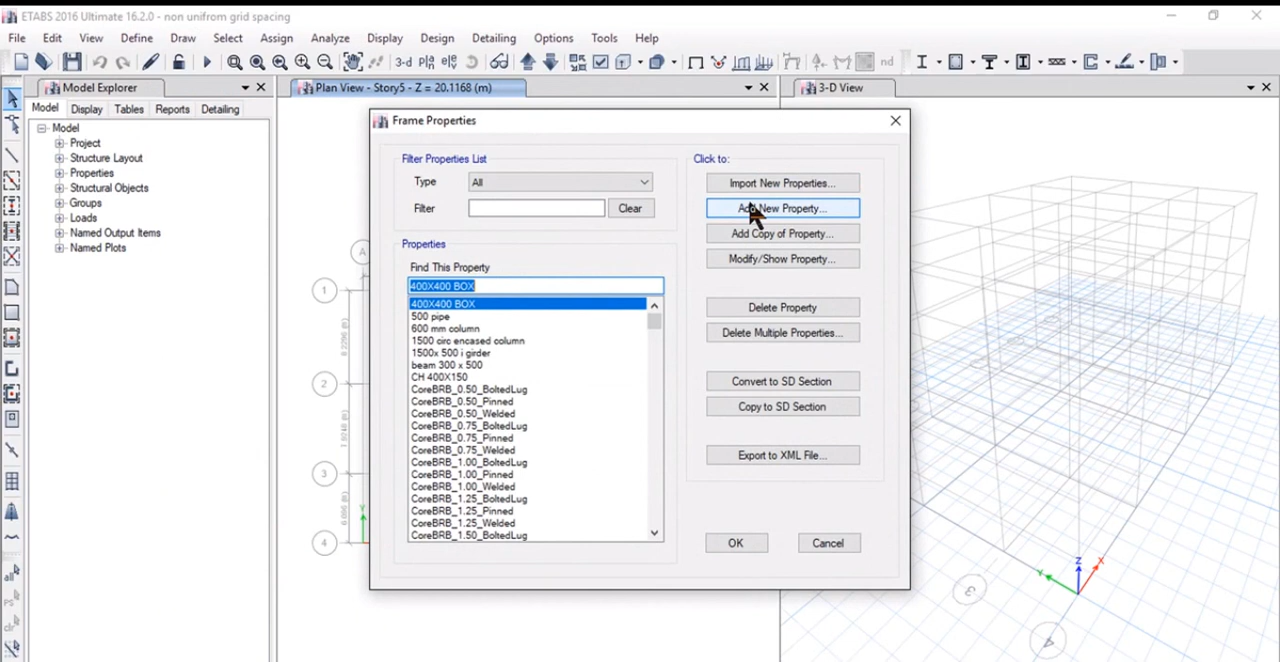 ETABS 2016 Ultimate 16.2.0 - non unifrom grid spacing
File Edit View Define Draw Select Assign Analyze Display Design Detailing Options Tools Help
3-d nd
Model Explorer
Plan View - Story5 - Z = 20.1168 (m)
3-D View
Model Display Tables Reports Detailing
Model
Project
Structure Layout
Properties
Structural Objects
Groups
Loads
Named Output Items
Named Plots
all
ps
clr
A
1
2
3
4
Y
Frame Properties
Filter Properties List
Type All
Filter Clear
Properties
Find This Property
400X400 BOX
400X400 BOX
500 pipe
600 mm column
1500 circ encased column
1500x 500 i girder
beam 300 x 500
CH 400X150
CoreBRB_0.50_BoltedLug
CoreBRB_0.50_Pinned
CoreBRB_0.50_Welded
CoreBRB_0.75_BoltedLug
CoreBRB_0.75_Pinned
CoreBRB_0.75_Welded
CoreBRB_1.00_BoltedLug
CoreBRB_1.00_Pinned
CoreBRB_1.00_Welded
CoreBRB_1.25_BoltedLug
CoreBRB_1.25_Pinned
CoreBRB_1.25_Welded
CoreBRB_1.50_BoltedLug
Click to:
Import New Properties...
Add New Property...
Add Copy of Property...
Modify/Show Property...
Delete Property
Delete Multiple Properties...
Convert to SD Section
Copy to SD Section
Export to XML File...
OK Cancel
Z
Y X
3
4